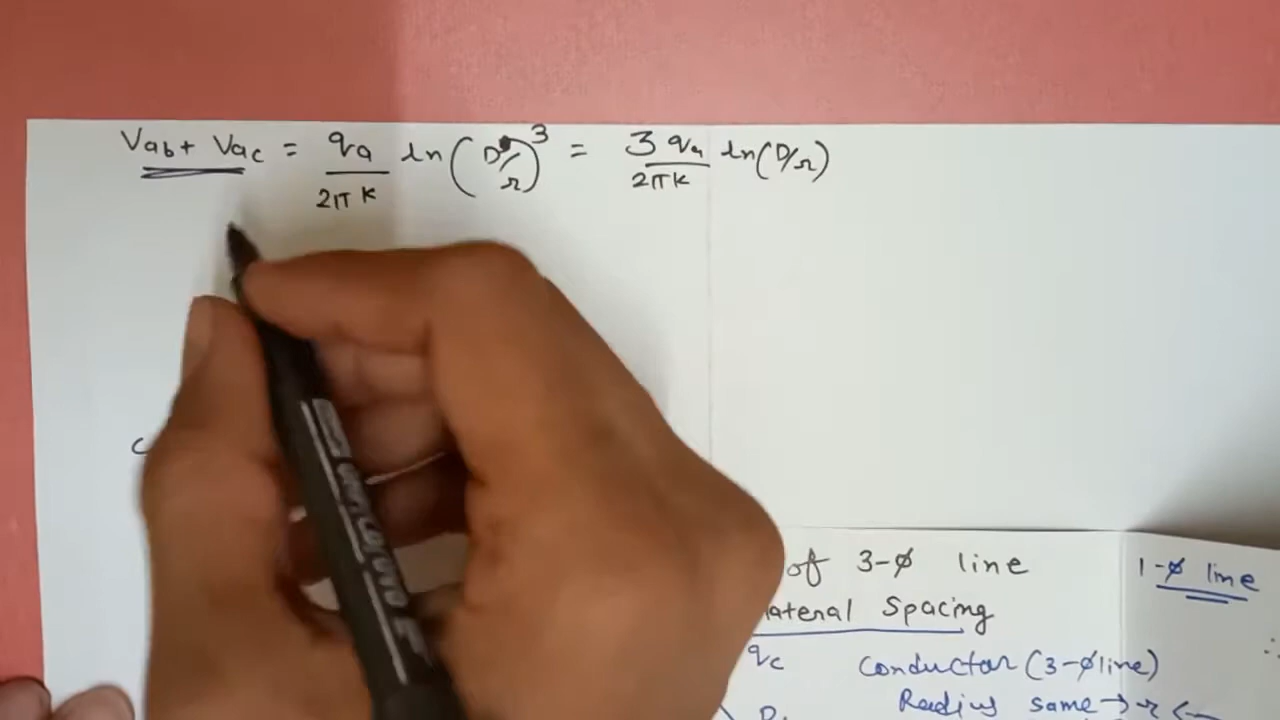 Vab + Vac = qa/2πk ln(D/r)^3 = 3qa/2πk ln(D/r)
of 3-φ line
1-φ line
lateral Spacing
qc
Conductor (3-φ line)
Radius same → r ←
D